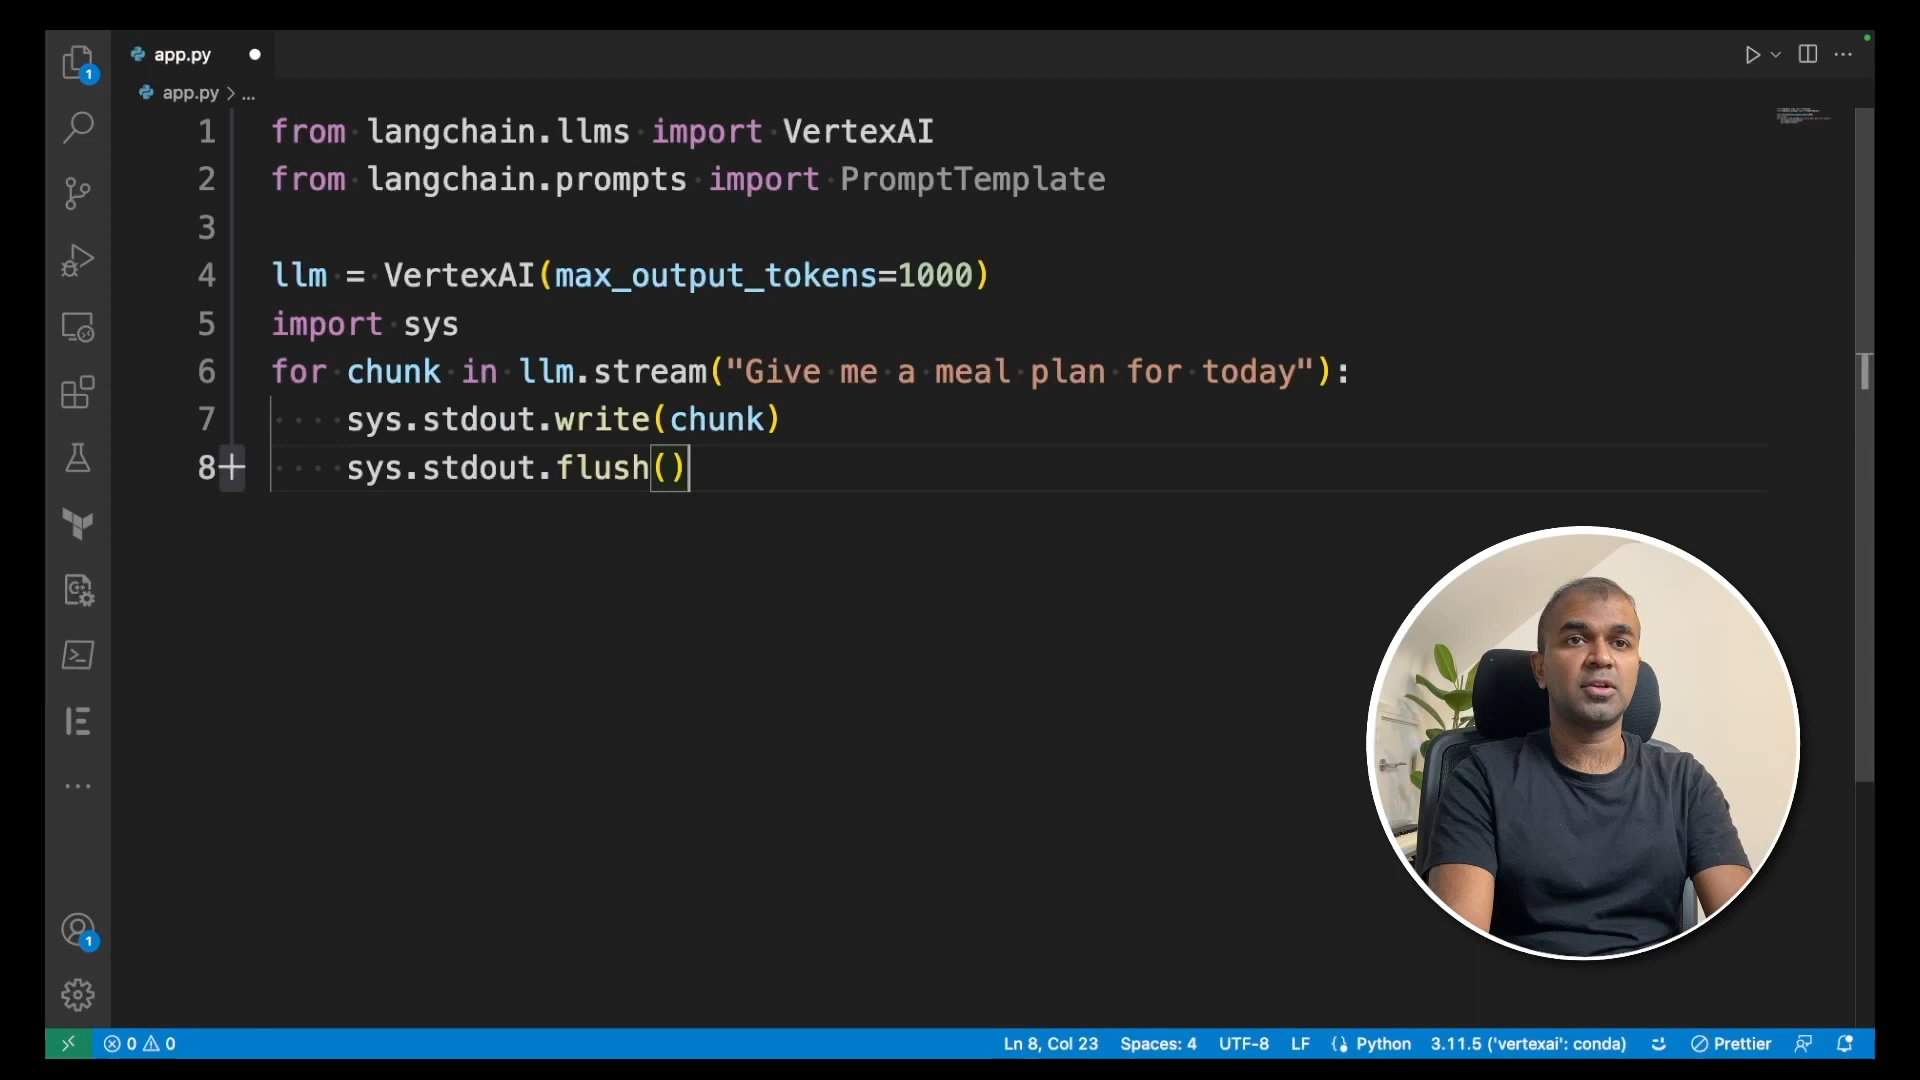 1
app.py
app.py > ...
1 from langchain.llms import VertexAI
2 from langchain.prompts import PromptTemplate
3
4 llm = VertexAI(max_output_tokens=1000)
5 import sys
6 for chunk in llm.stream("Give me a meal plan for today"):
7     sys.stdout.write(chunk)
8     sys.stdout.flush()
1
0 0 Ln 8, Col 23 Spaces: 4 UTF-8 LF Python 3.11.5 ('vertexai': conda) Prettier